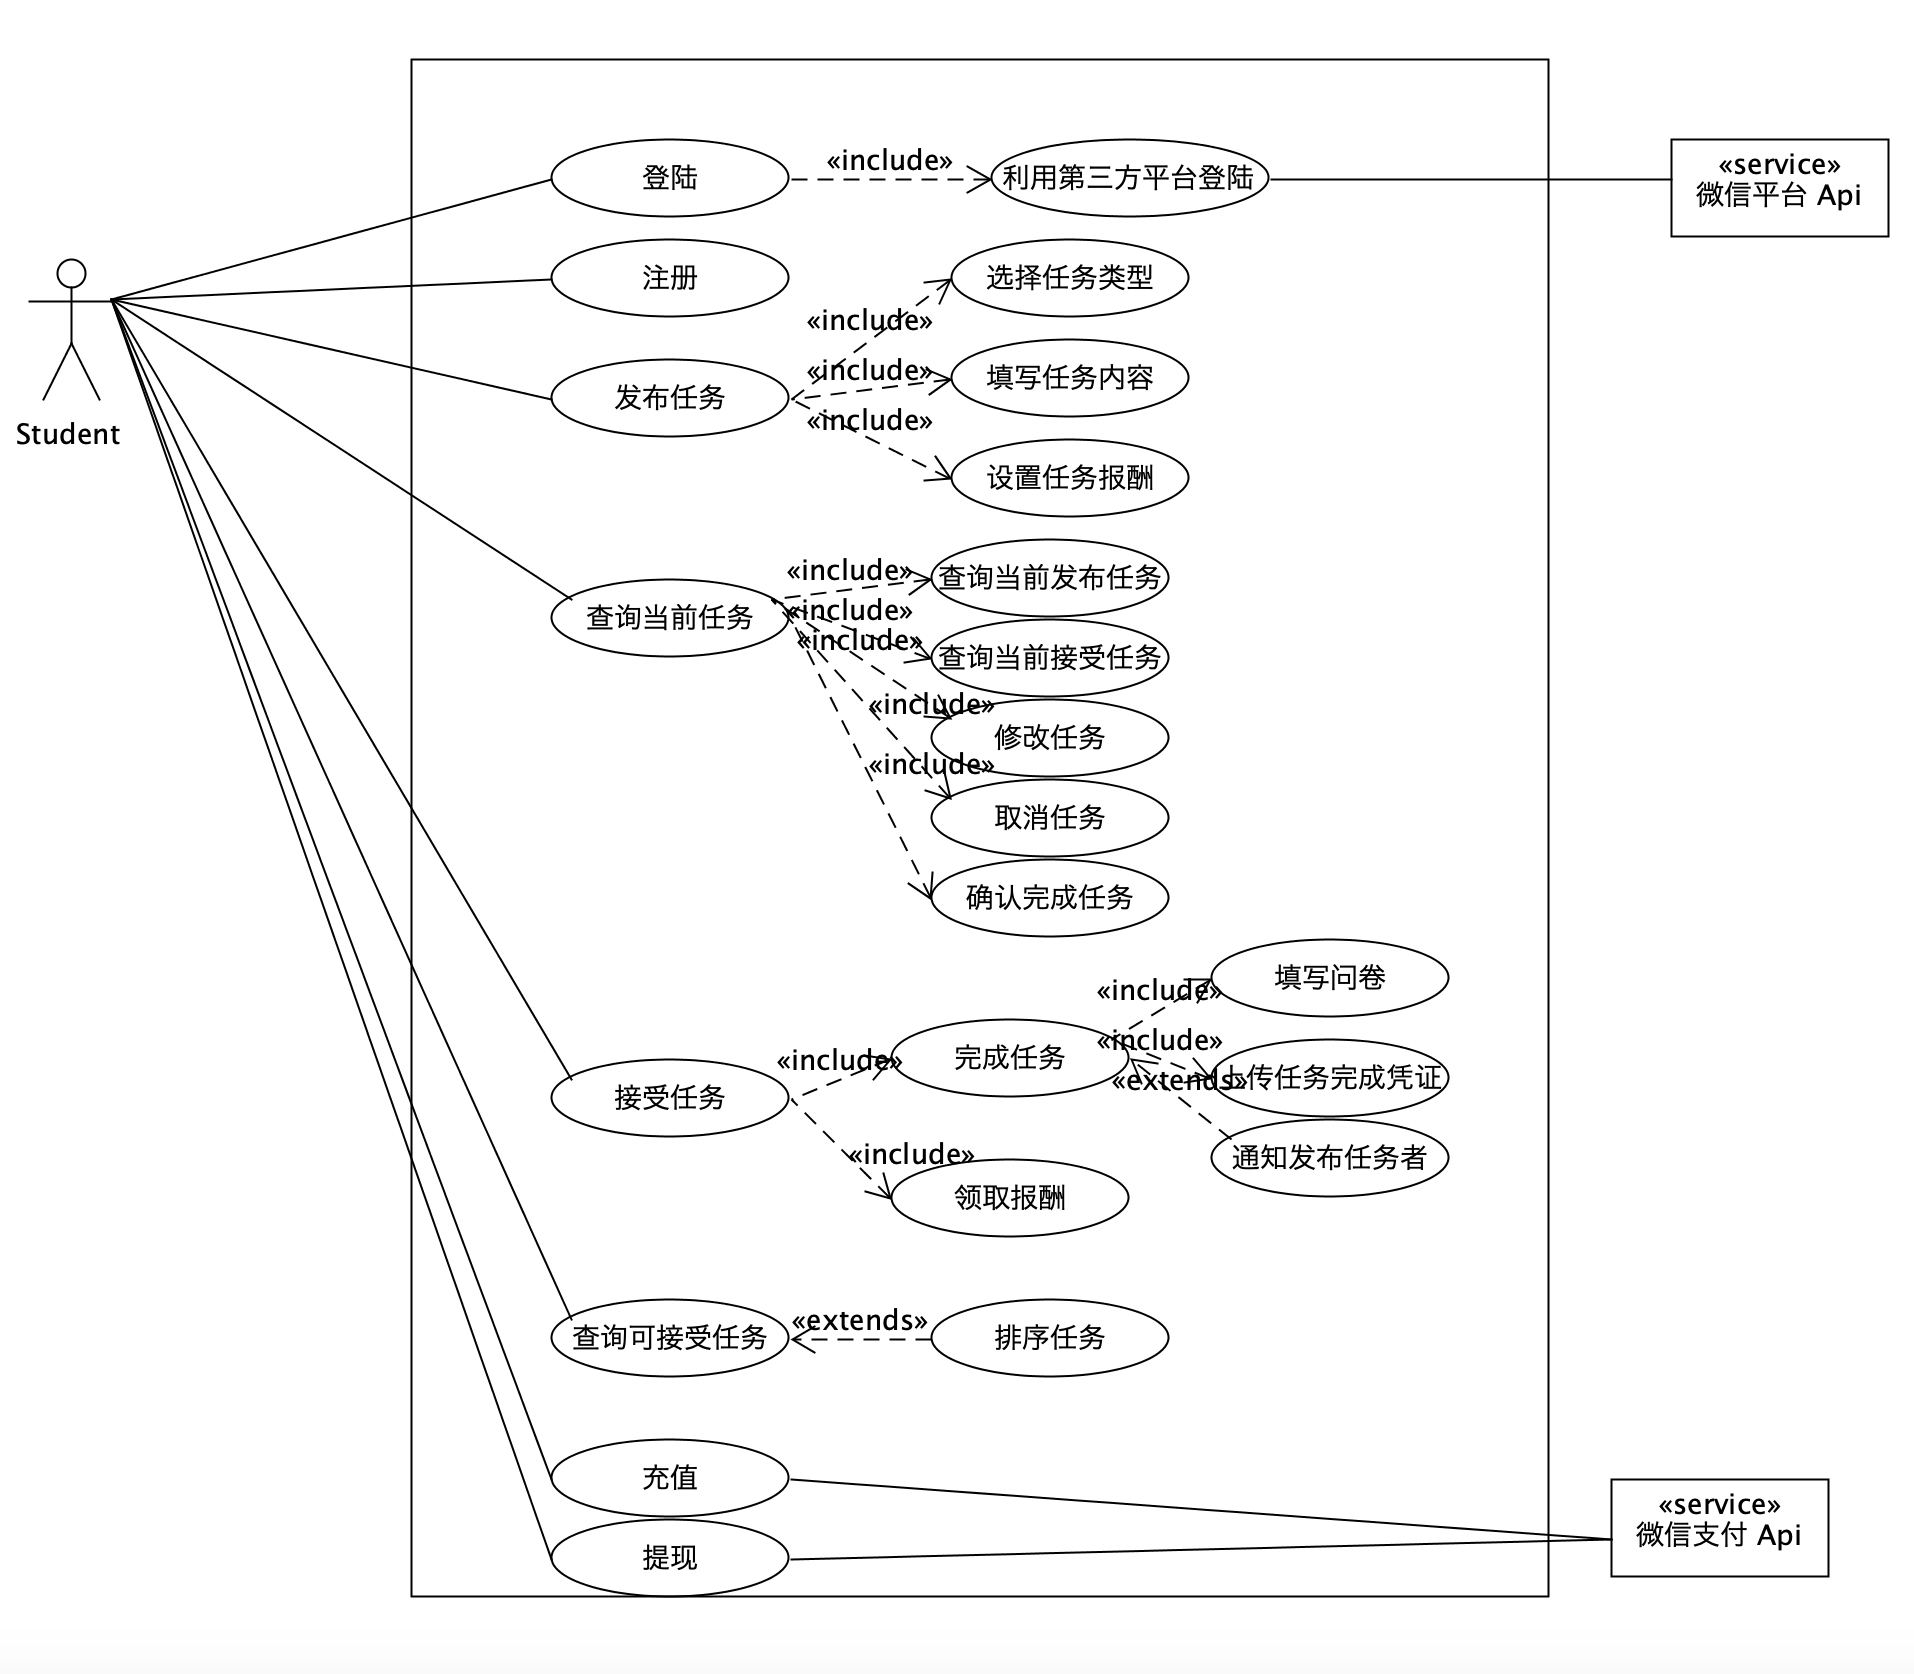 登陆
«include»
利用第三方平台登陆
«service»
微信平台 Api
注册
选择任务类型
«include»
发布任务
«include»
填写任务内容
«include»
设置任务报酬
Student
«include»
查询当前发布任务
查询当前任务
«include»
«include»
查询当前接受任务
«include»
修改任务
«include»
取消任务
确认完成任务
填写问卷
«include»
接受任务
«include»
完成任务
«include»
上传任务完成凭证
«extends»
通知发布任务者
«include»
领取报酬
查询可接受任务
«extends»
排序任务
充值
«service»
微信支付 Api
提现